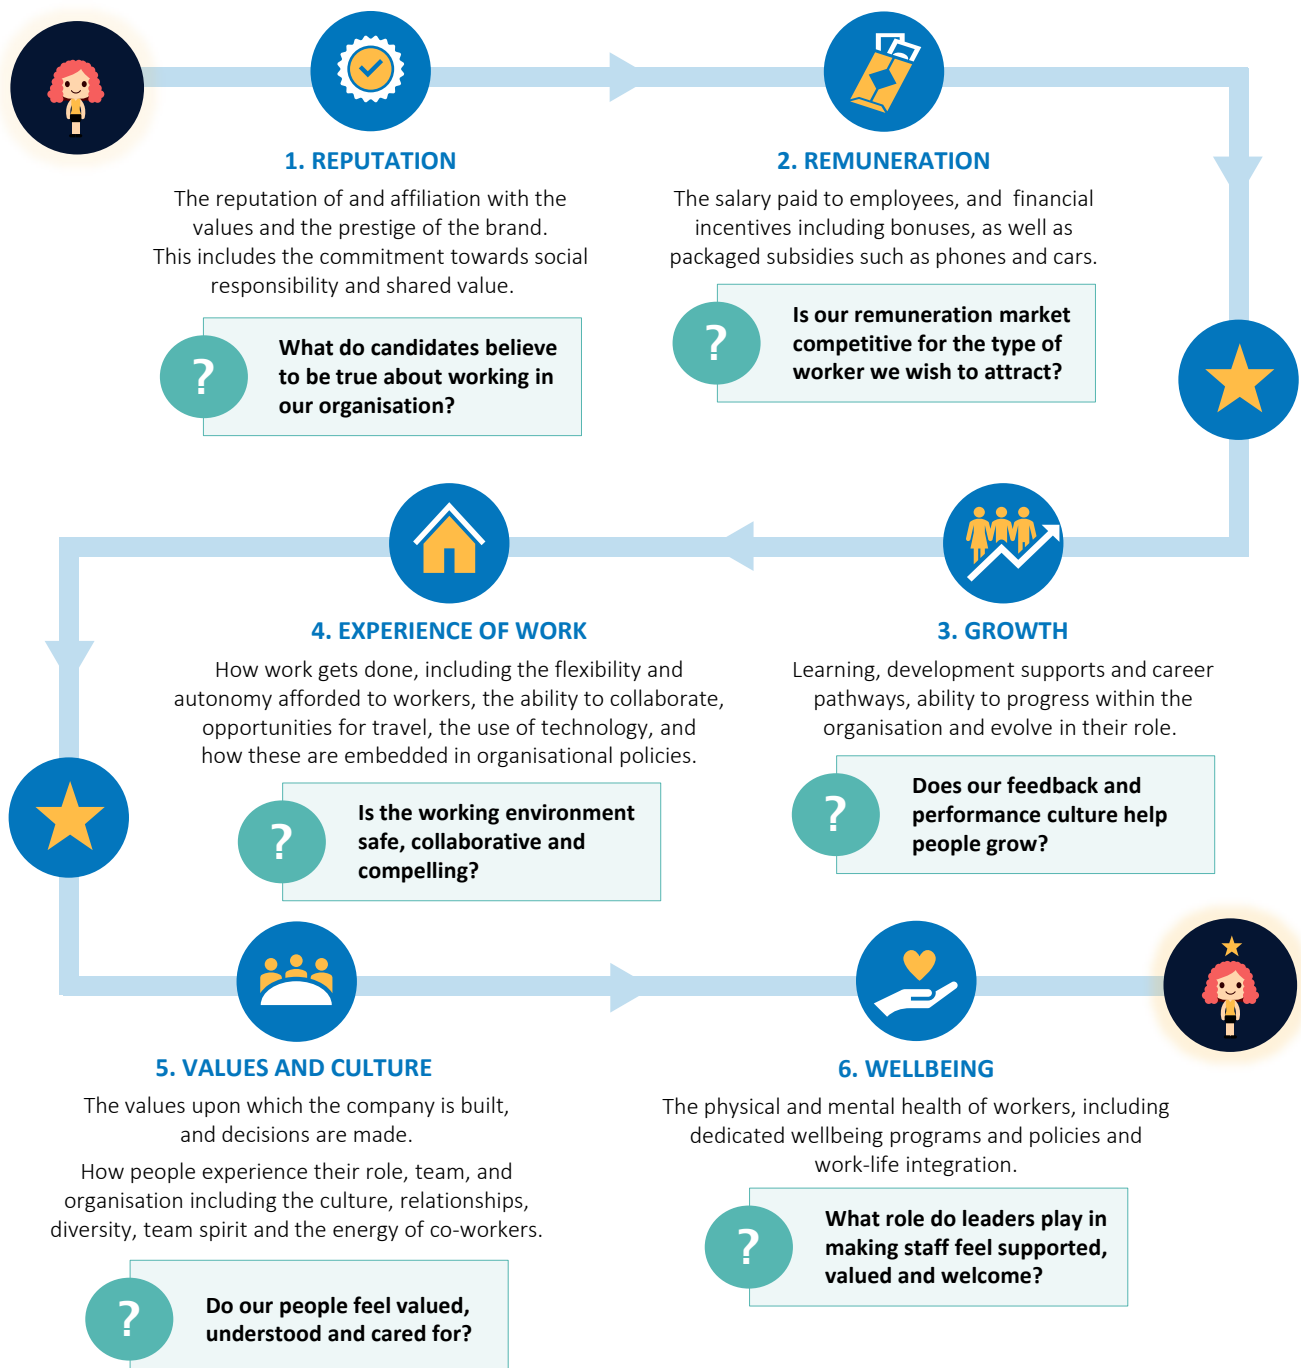 1. REPUTATION
The reputation of and affiliation with the
values and the prestige of the brand.
This includes the commitment towards social
responsibility and shared value.
?
What do candidates believe
to be true about working in
our organisation?
2. REMUNERATION
The salary paid to employees, and financial
incentives including bonuses, as well as
packaged subsidies such as phones and cars.
?
Is our remuneration market
competitive for the type of
worker we wish to attract?
3. GROWTH
Learning, development supports and career
pathways, ability to progress within the
organisation and evolve in their role.
?
Does our feedback and
performance culture help
people grow?
4. EXPERIENCE OF WORK
How work gets done, including the flexibility and
autonomy afforded to workers, the ability to collaborate,
opportunities for travel, the use of technology, and
how these are embedded in organisational policies.
?
Is the working environment
safe, collaborative and
compelling?
5. VALUES AND CULTURE
The values upon which the company is built,
and decisions are made.
How people experience their role, team, and
organisation including the culture, relationships,
diversity, team spirit and the energy of co-workers.
?
Do our people feel valued,
understood and cared for?
6. WELLBEING
The physical and mental health of workers, including
dedicated wellbeing programs and policies and
work-life integration.
?
What role do leaders play in
making staff feel supported,
valued and welcome?